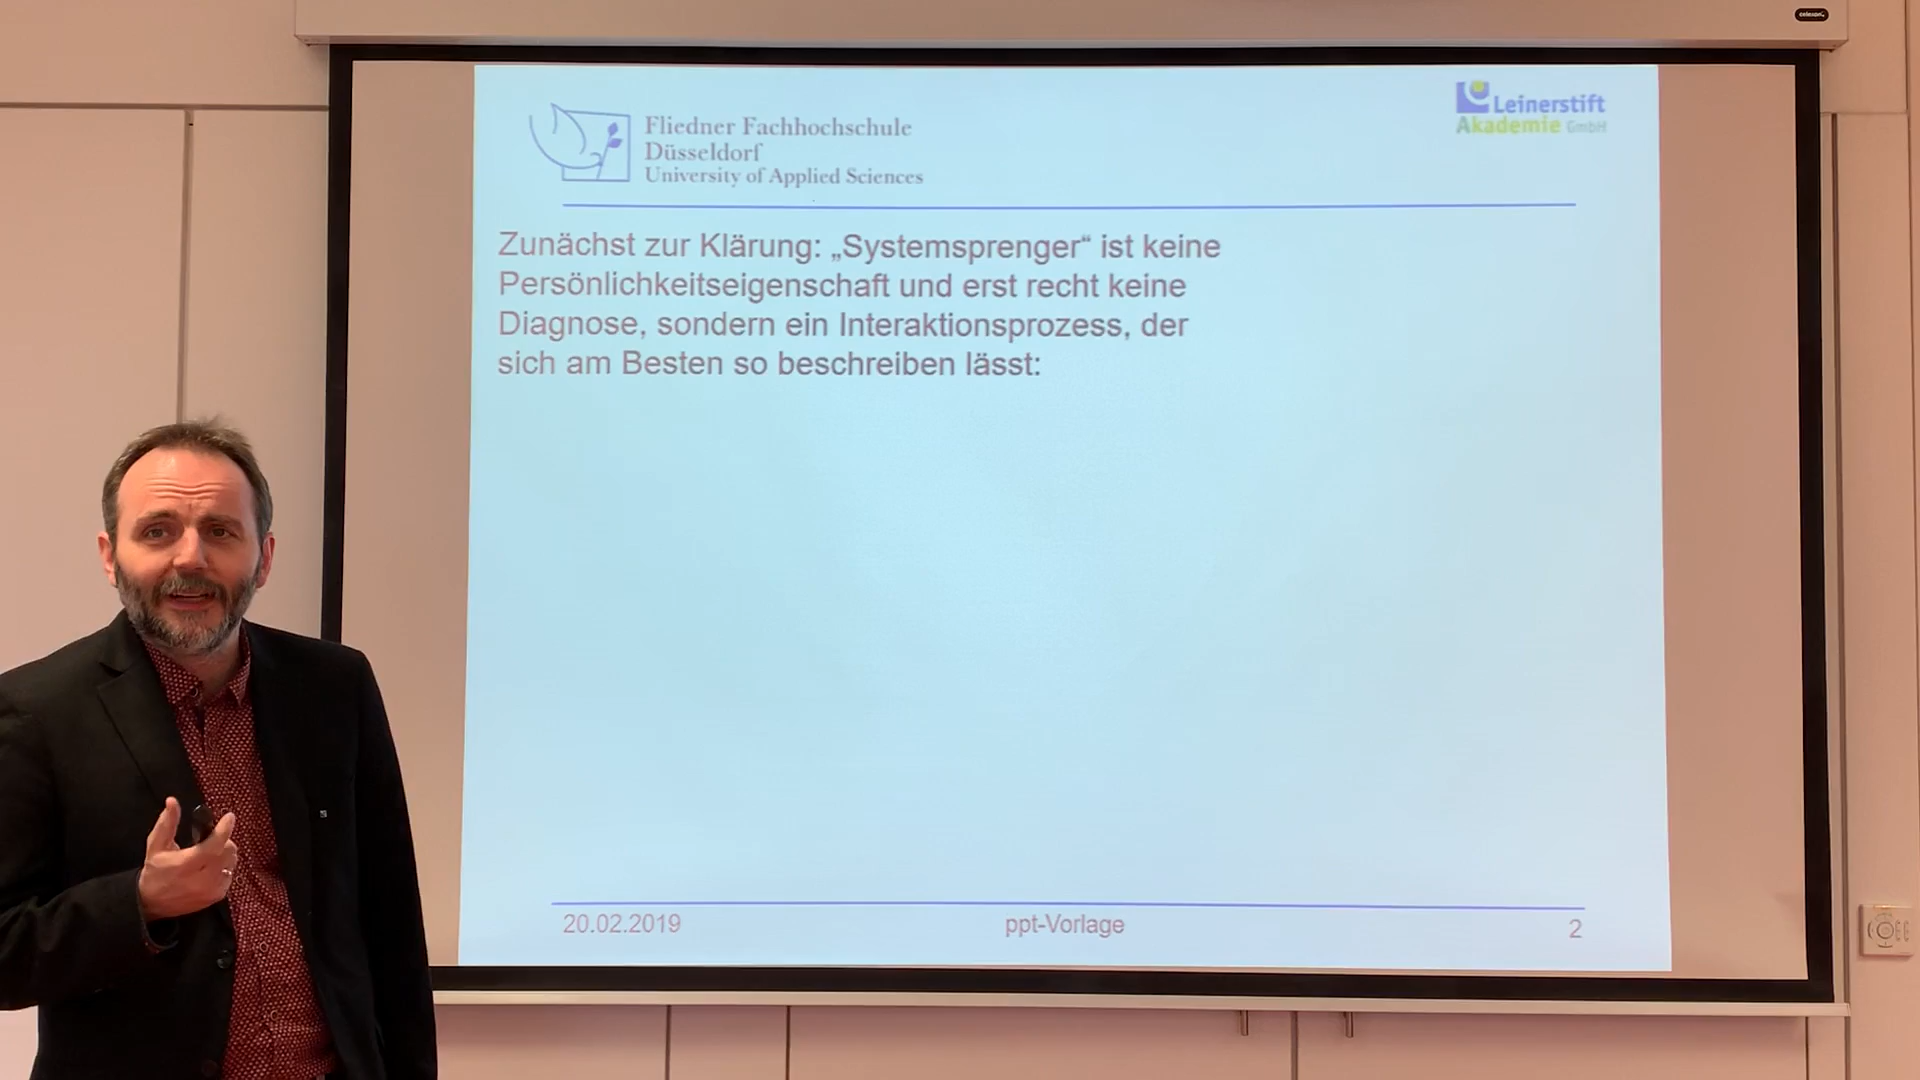 celexon
Fliedner Fachhochschule
Düsseldorf
University of Applied Sciences
Leinerstift
Akademie GmbH
Zunächst zur Klärung: „Systemsprenger“ ist keine
Persönlichkeitseigenschaft und erst recht keine
Diagnose, sondern ein Interaktionsprozess, der
sich am Besten so beschreiben lässt:
20.02.2019
ppt-Vorlage
2